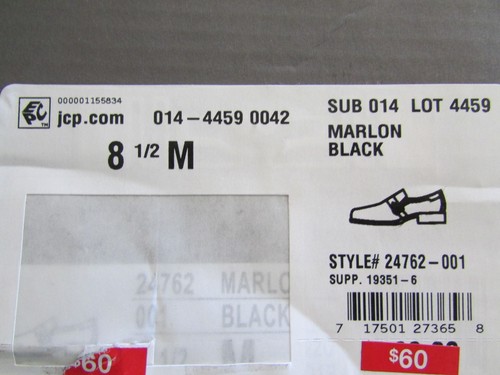 000001155834
jcp.com
014-4459 0042
SUB 014 LOT 4459
8 1/2 M
MARLON
BLACK
STYLE# 24762-001
SUPP. 19351-6
24762 MARLON
001 BLACK
1/2 M
7 17501 27365 8
$60
$60